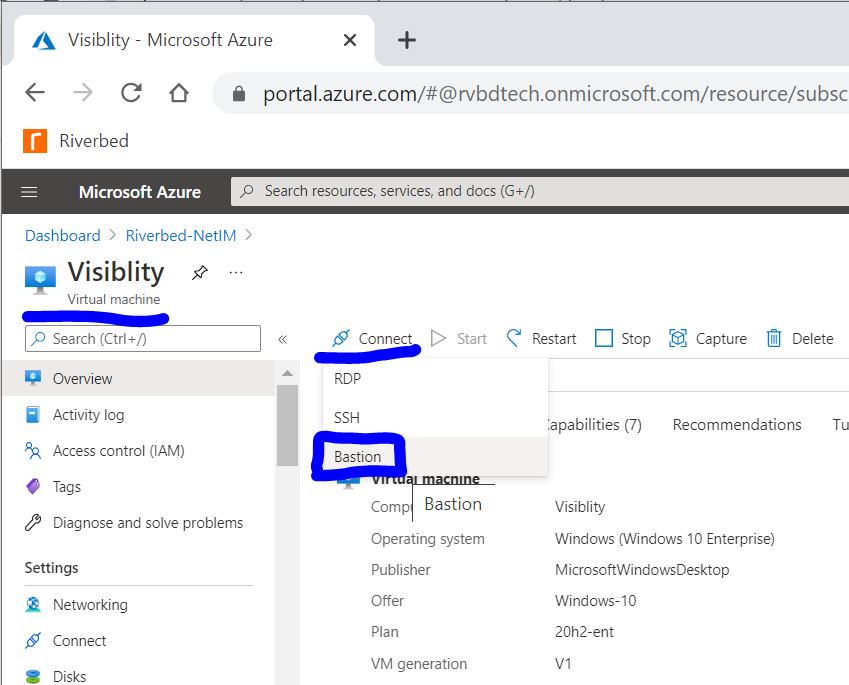 Visiblity - Microsoft Azure
portal.azure.com/#@rvbdtech.onmicrosoft.com/resource/subsc
Riverbed
Microsoft Azure
Search resources, services, and docs (G+/)
Dashboard > Riverbed-NetIM >
Visiblity
Virtual machine
Search (Ctrl+/)
«
Connect
Start
Restart
Stop
Capture
Delete
RDP
SSH
Bastion
Bastion
Overview
Activity log
Access control (IAM)
Tags
Diagnose and solve problems
Settings
Networking
Connect
Disks
Capabilities (7)
Recommendations
Tu
Virtual machine
Compu
Visiblity
Operating system
Windows (Windows 10 Enterprise)
Publisher
MicrosoftWindowsDesktop
Offer
Windows-10
Plan
20h2-ent
VM generation
V1